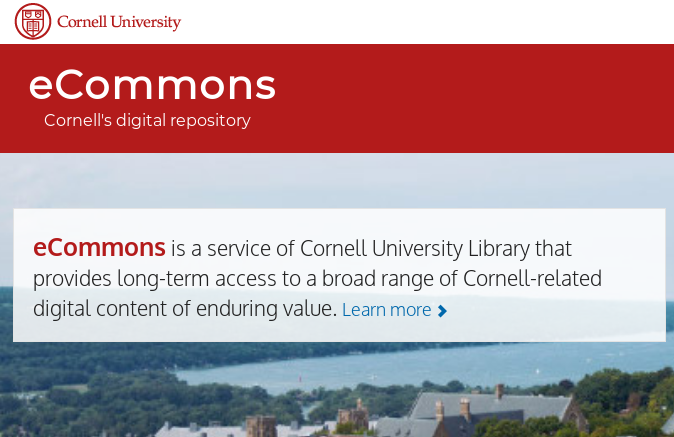 Cornell University
eCommons
Cornell's digital repository
eCommons is a service of Cornell University Library that
provides long-term access to a broad range of Cornell-related
digital content of enduring value. Learn more